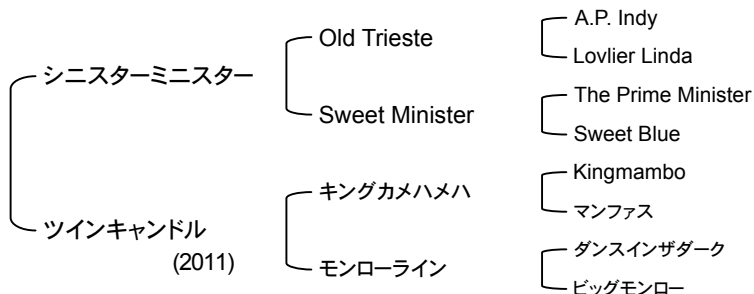 シニスターミニスター
Old Trieste
A.P. Indy
Lovlier Linda
Sweet Minister
The Prime Minister
Sweet Blue
ツインキャンドル
(2011)
キングカメハメハ
Kingmambo
マンファス
モンローライン
ダンスインザダーク
ビッグモンロー